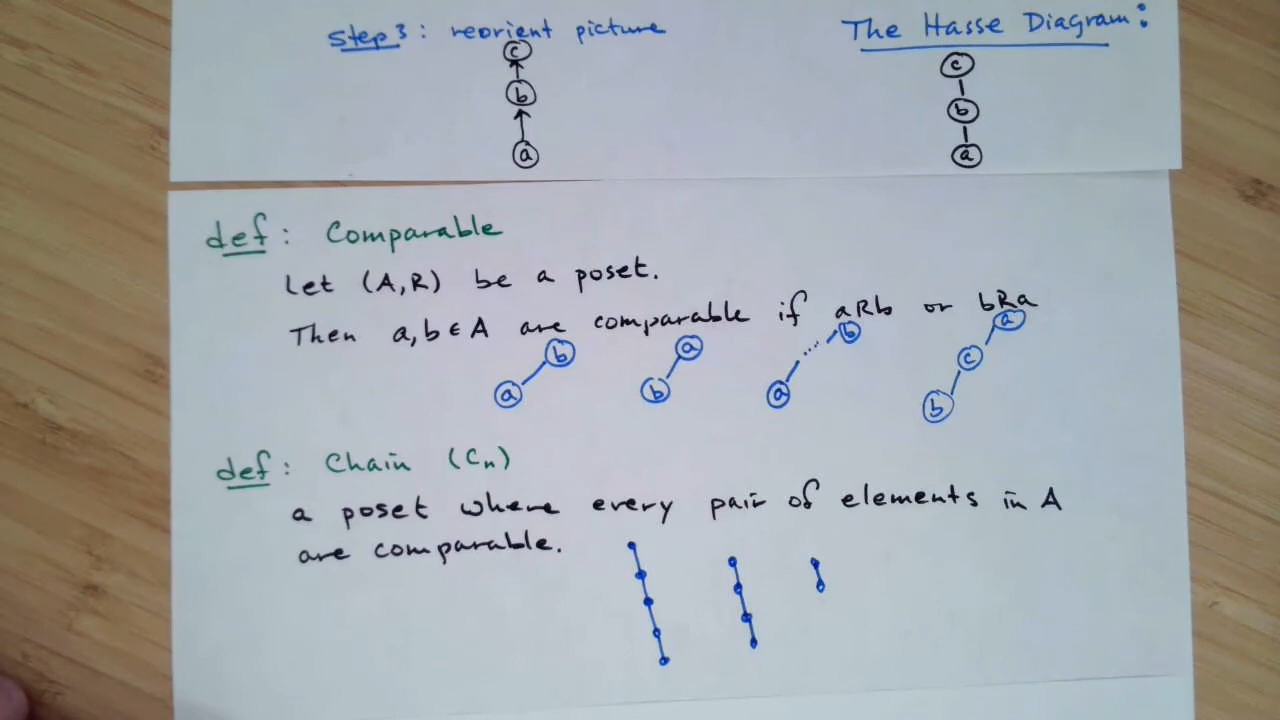 Step 3: reorient picture
c
b
a
The Hasse Diagram:
c
b
a
def: Comparable
Let (A,R) be a poset.
Then a,b ∈ A are comparable if aRb or bRa
a b
b a
a .... b
b c a
def: Chain (Cn)
a poset where every pair of elements in A
are comparable.